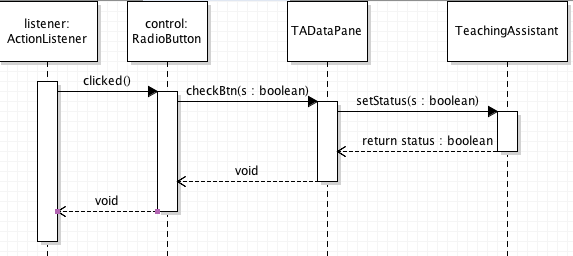 listener:
ActionListener
control:
RadioButton
TADataPane
TeachingAssistant
clicked()
checkBtn(s : boolean)
setStatus(s : boolean)
return status : boolean
void
void